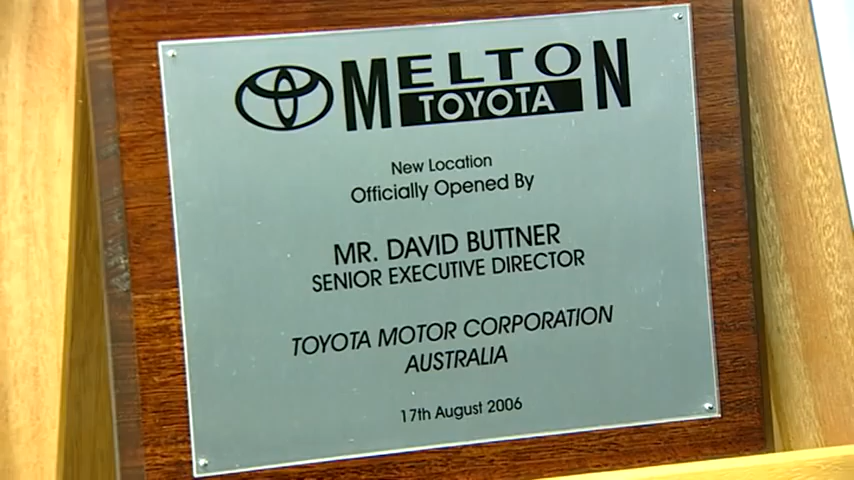 MELTON
TOYOTA
New Location
Officially Opened By
MR. DAVID BUTTNER
SENIOR EXECUTIVE DIRECTOR
TOYOTA MOTOR CORPORATION
AUSTRALIA
17th August 2006